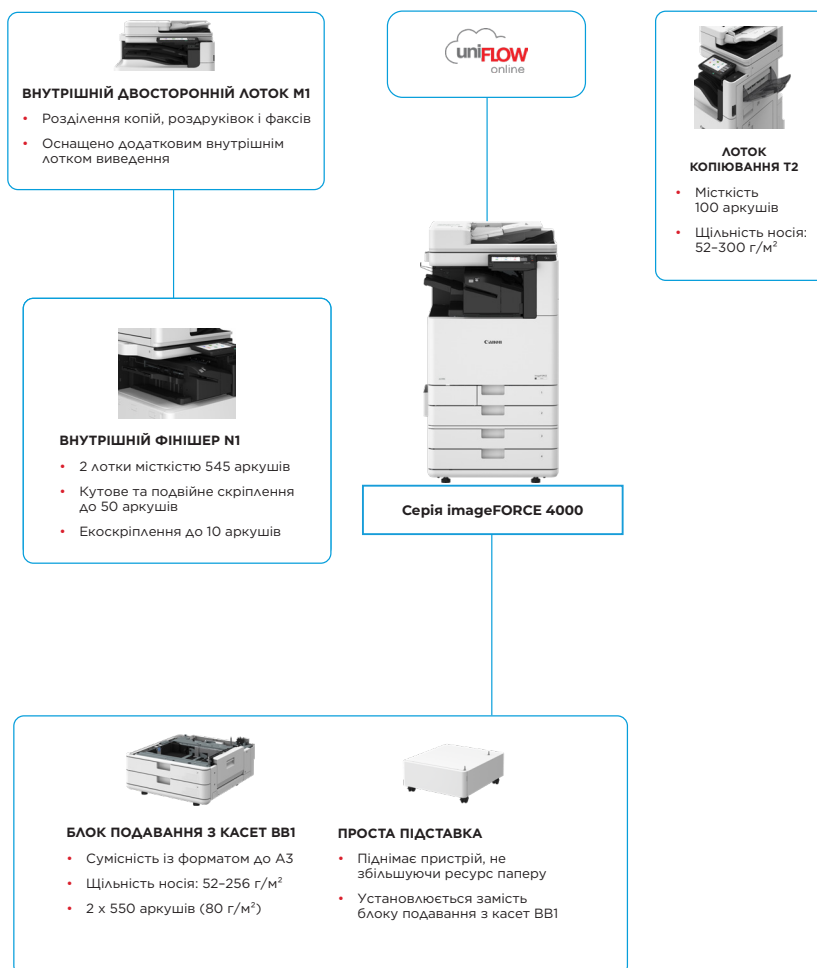 ВНУТРІШНІЙ ДВОСТОРОННІЙ ЛОТОК M1
• Розділення копій, роздруківок і факсів
• Оснащено додатковим внутрішнім
лотком виведення
uniFLOW
online
ЛОТОК
КОПІЮВАННЯ T2
• Місткість
100 аркушів
• Щільність носія:
52–300 г/м²
Canon
ВНУТРІШНІЙ ФІНІШЕР N1
• 2 лотки місткістю 545 аркушів
• Кутове та подвійне скріплення
до 50 аркушів
• Екоскріплення до 10 аркушів
Серія imageFORCE 4000
БЛОК ПОДАВАННЯ З КАСЕТ BB1
• Сумісність із форматом до A3
• Щільність носія: 52–256 г/м²
• 2 x 550 аркушів (80 г/м²)
ПРОСТА ПІДСТАВКА
• Піднімає пристрій, не
збільшуючи ресурс паперу
• Установлюється замість
блоку подавання з касет BB1